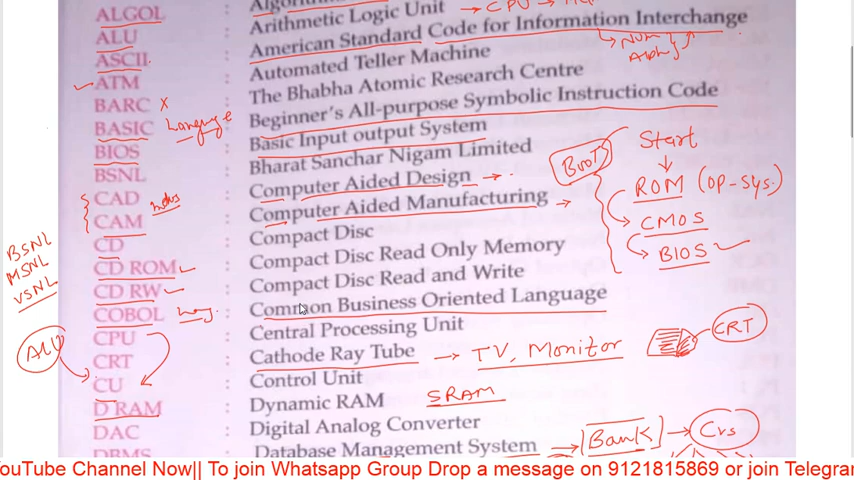 ALGOL
ALU : Arithmetic Logic Unit → CPU →
ASCII : American Standard Code for Information Interchange
Num
Alph
ATM : Automated Teller Machine
BARC x : The Bhabha Atomic Research Centre
BASIC Language : Beginner's All-purpose Symbolic Instruction Code
BIOS : Basic Input output System
BSNL : Bharat Sanchar Nigam Limited
CAD : Computer Aided Design →
CAM : Computer Aided Manufacturing →
CD : Compact Disc
CD ROM : Compact Disc Read Only Memory
CD RW : Compact Disc Read and Write
COBOL : Common Business Oriented Language
CPU : Central Processing Unit
CRT : Cathode Ray Tube → TV, Monitor
CU : Control Unit
D RAM : Dynamic RAM SRAM
DAC : Digital Analog Converter
DBMS : Database Management System → Bank →
BSNL
MSNL
VSNL
ALU
Boot
Start
ROM (OP-Sys.)
CMOS
BIOS
CRT
YouTube Channel Now|| To join Whatsapp Group Drop a message on 9121815869 or join Telegra